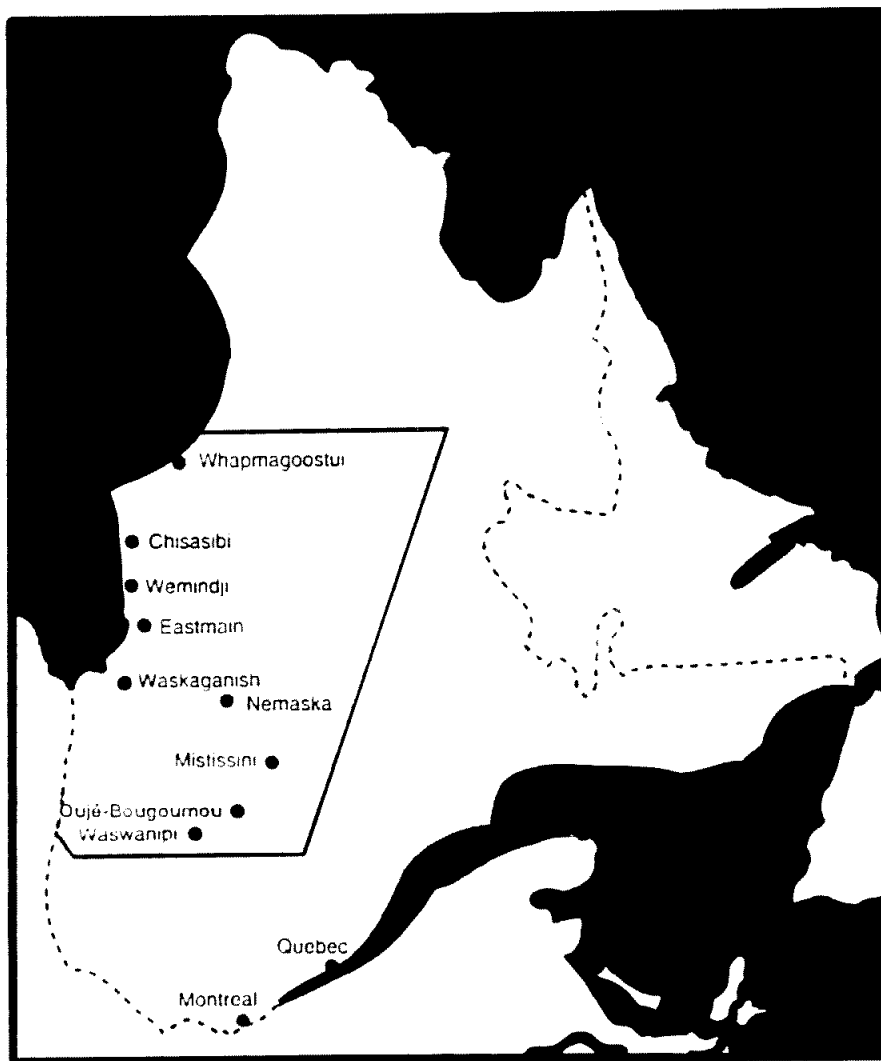 Whapmagoostui
Chisasibi
Wemindji
Eastmain
Waskaganish
Nemaska
Mistissini
Oujé-Bougoumou
Waswanipi
Quebec
Montreal